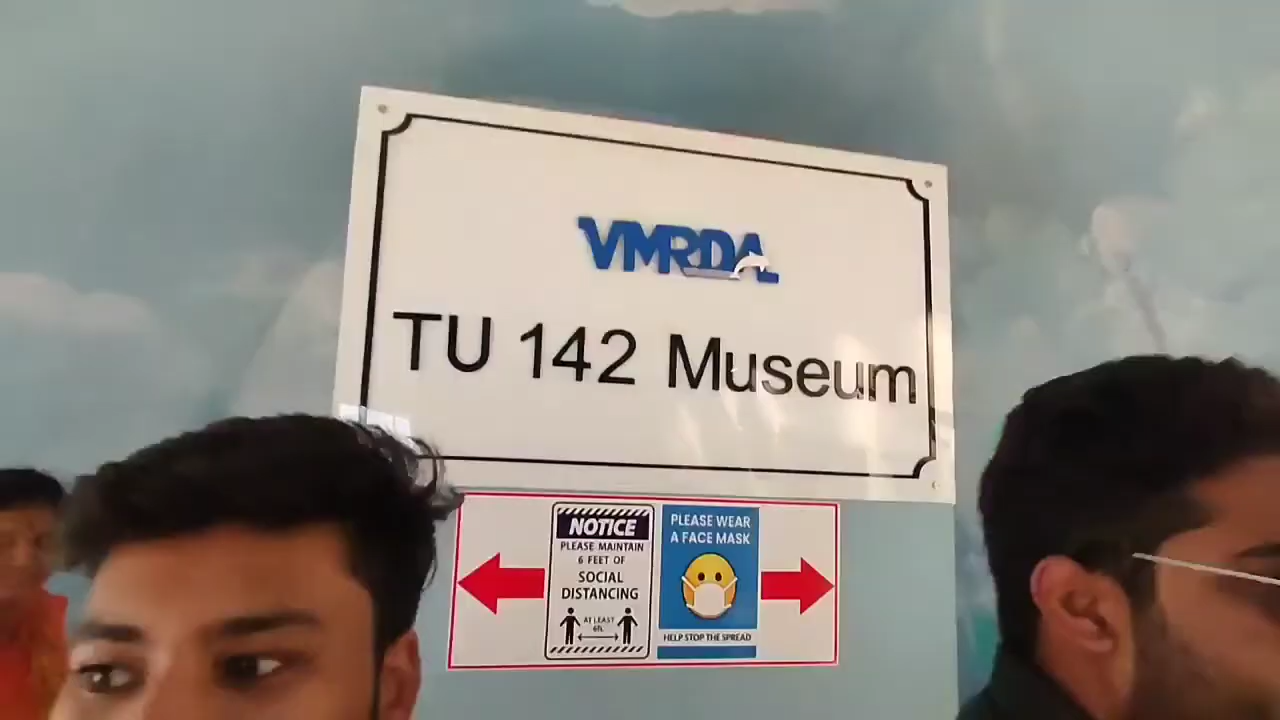 VMRDA
TU 142 Museum
NOTICE
PLEASE MAINTAIN
6 FEET OF
SOCIAL
DISTANCING
AT LEAST
6ft.
PLEASE WEAR
A FACE MASK
HELP STOP THE SPREAD